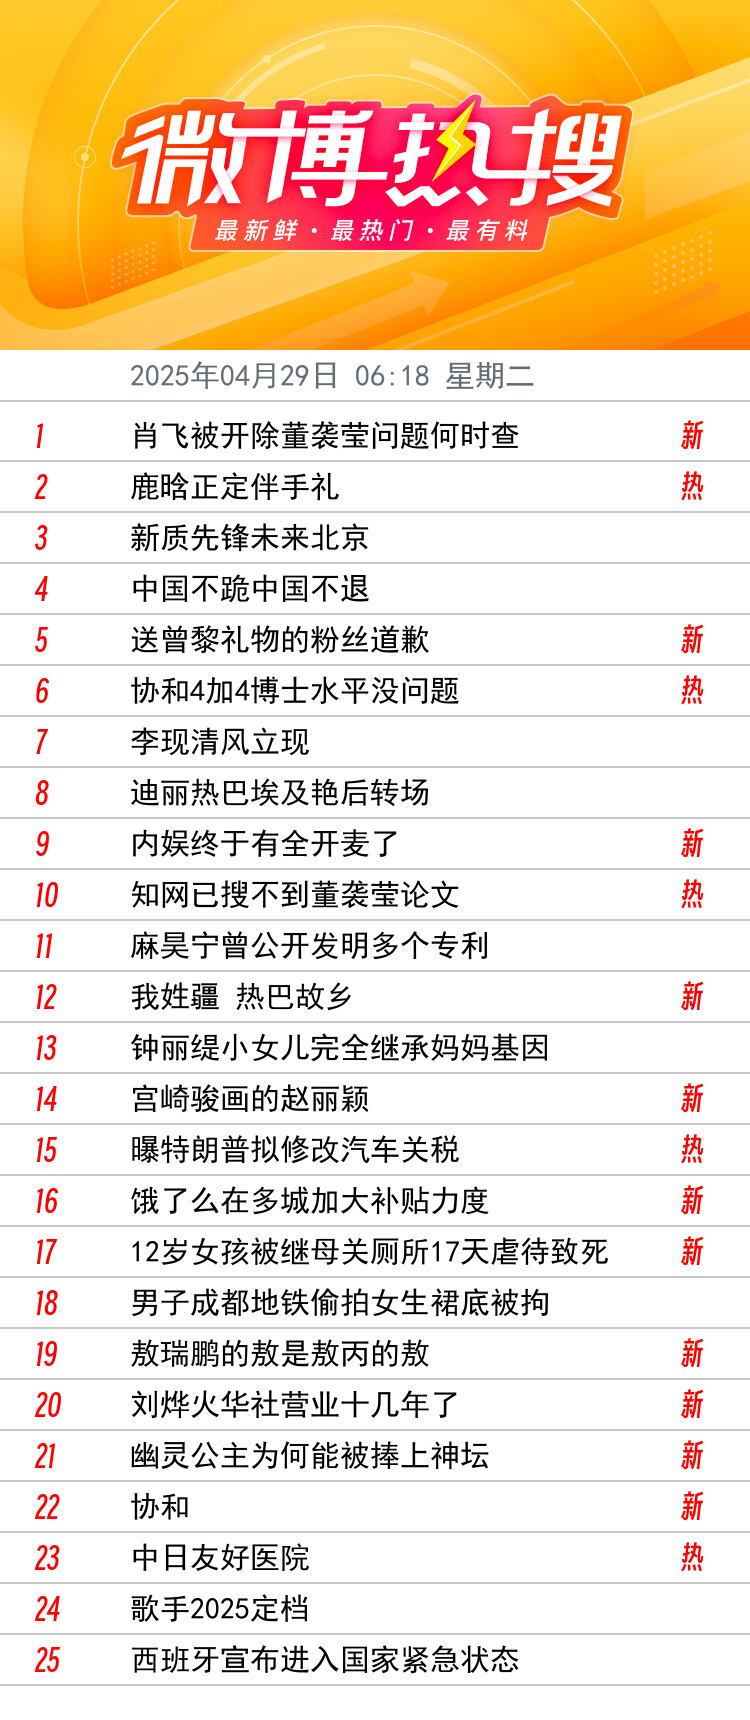 微博热搜
最新鲜·最热门·最有料
2025年04月29日 06:18 星期二
1 肖飞被开除董袭莹问题何时查 新
2 鹿晗正定伴手礼 热
3 新质先锋未来北京
4 中国不跪中国不退
5 送曾黎礼物的粉丝道歉 新
6 协和4加4博士水平没问题 热
7 李现清风立现
8 迪丽热巴埃及艳后转场
9 内娱终于有全开麦了 新
10 知网已搜不到董袭莹论文 热
11 麻昊宁曾公开发明多个专利
12 我姓疆 热巴故乡 新
13 钟丽缇小女儿完全继承妈妈基因
14 宫崎骏画的赵丽颖 新
15 曝特朗普拟修改汽车关税 热
16 饿了么在多城加大补贴力度 新
17 12岁女孩被继母关厕所17天虐待致死 新
18 男子成都地铁偷拍女生裙底被拘
19 敖瑞鹏的敖是敖丙的敖 新
20 刘烨火华社营业十几年了 新
21 幽灵公主为何能被捧上神坛 新
22 协和 新
23 中日友好医院 热
24 歌手2025定档
25 西班牙宣布进入国家紧急状态